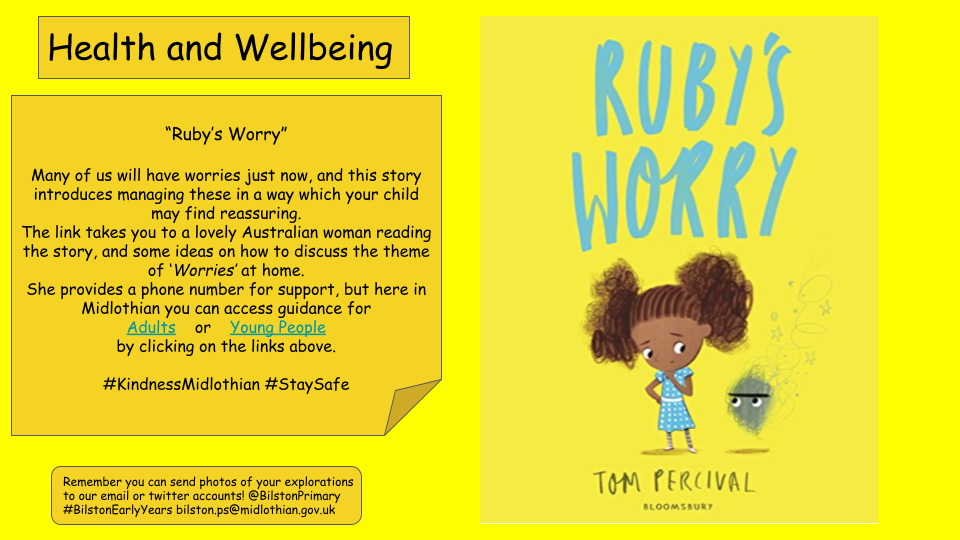 Health and Wellbeing
“Ruby’s Worry”
Many of us will have worries just now, and this story
introduces managing these in a way which your child
may find reassuring.
The link takes you to a lovely Australian woman reading
the story, and some ideas on how to discuss the theme
of ‘Worries’ at home.
She provides a phone number for support, but here in
Midlothian you can access guidance for
Adults or Young People
by clicking on the links above.
#KindnessMidlothian #StaySafe
Remember you can send photos of your explorations
to our email or twitter accounts! @BilstonPrimary
#BilstonEarlyYears bilston.ps@midlothian.gov.uk
RUBY'S
WORRY
TOM PERCIVAL
BLOOMSBURY